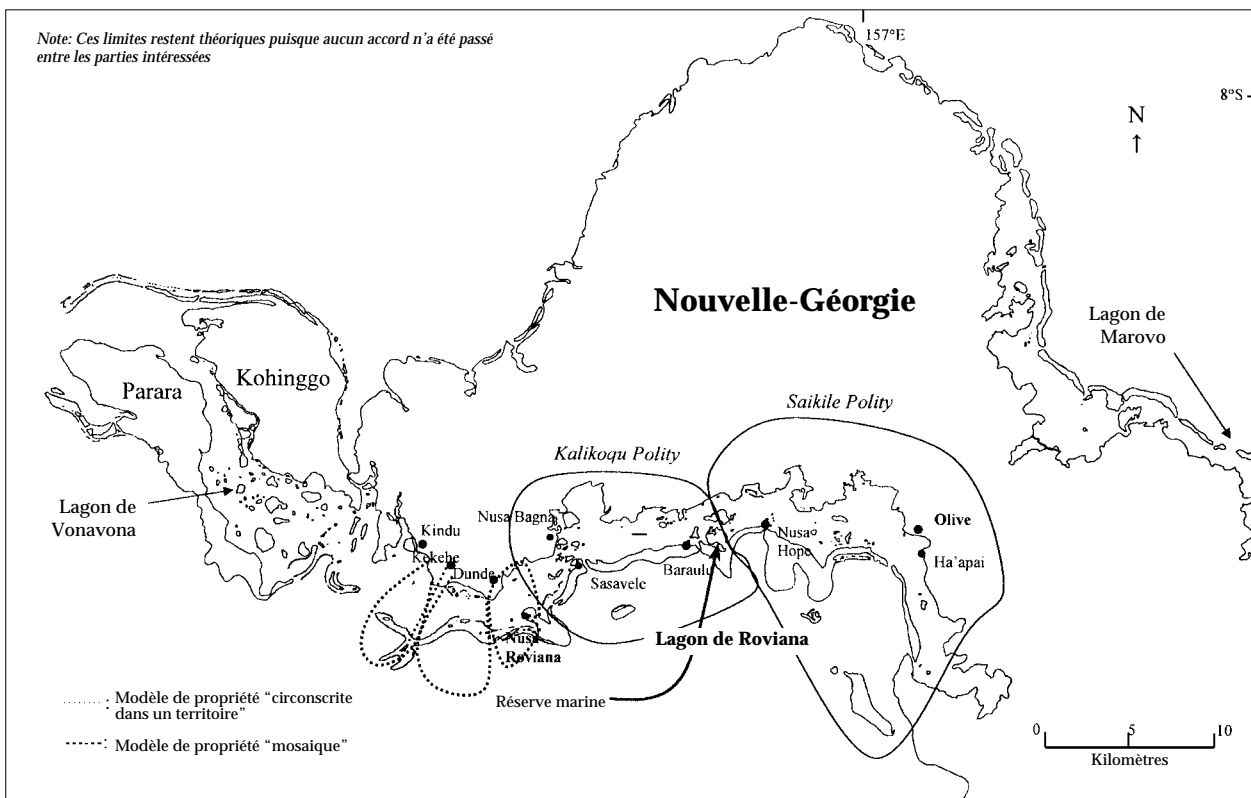 Note: Ces limites restent théoriques puisque aucun accord n'a été passé
entre les parties intéressées
157°E
8°S
N
Nouvelle-Géorgie
Lagon de
Marovo
Parara
Kohinggo
Saikile Polity
Kalikoqu Polity
Lagon de
Vonavona
Nusa Bagna
Kindu
Kekehe
Dunde
Olive
Nusa
Hope
Ha'apai
Baraulu
Sasavele
Nusa
Roviana
Lagon de Roviana
Réserve marine
: Modèle de propriété "circonscrite
dans un territoire"
: Modèle de propriété "mosaique"
0 5 10
Kilomètres